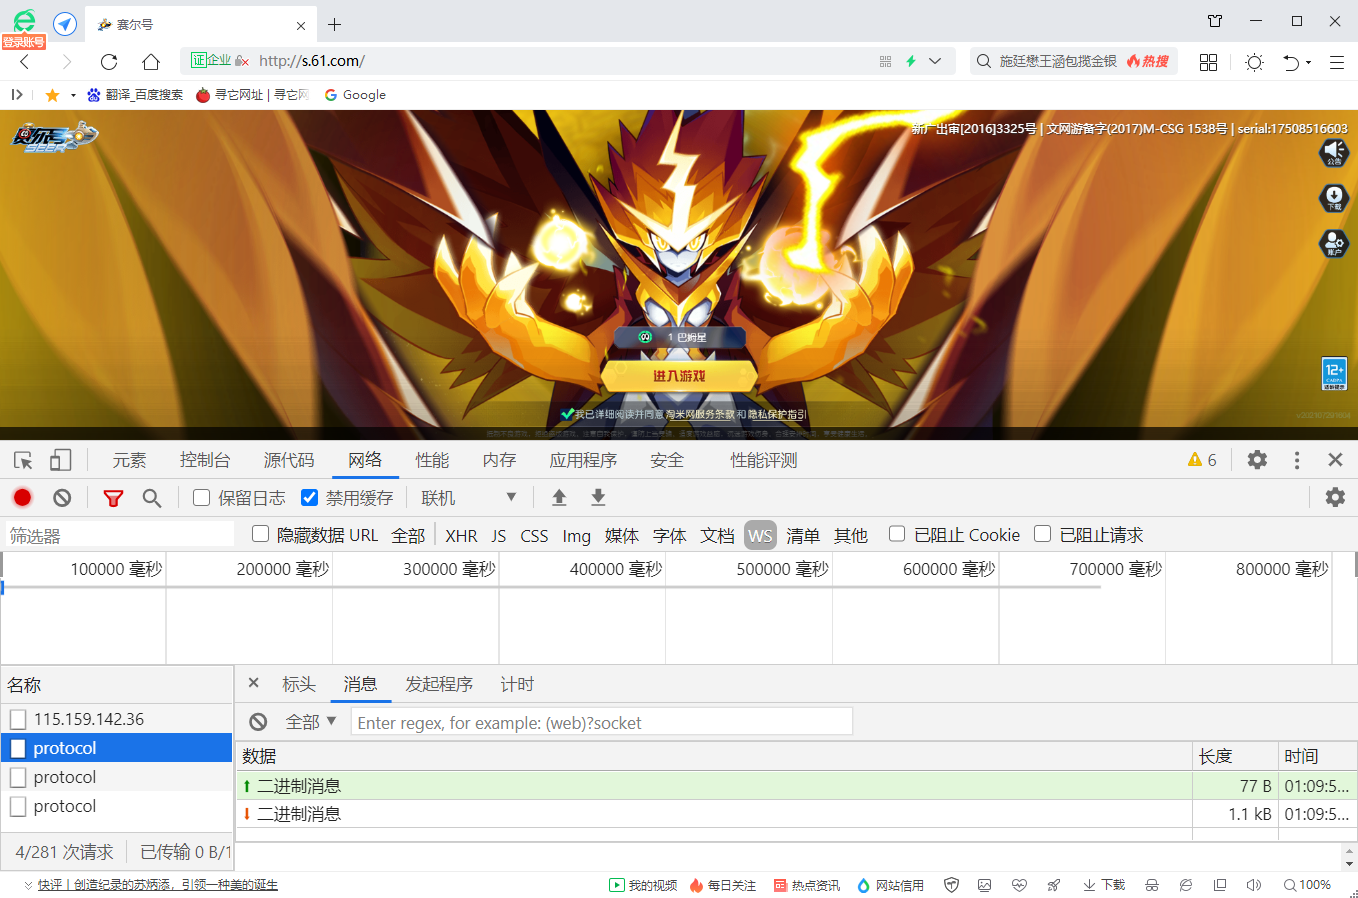 赛尔号
登录账号
证企业 http://s.61.com/
施廷懋王涵包揽金银 热搜
翻译_百度搜索
寻它网址 | 寻它网
Google
赛尔号
SEER
新广出审[2016]3325号 | 文网游备字(2017)M-CSG 1538号 | serial:17508516603
公告
下载
账户
1 巴姆星
进入游戏
我已详细阅读并同意 淘米网服务条款 和 隐私保护指引
12+
CADPA
适龄提示
元素 控制台 源代码 网络 性能 内存 应用程序 安全 性能评测 6
保留日志 禁用缓存 联机
筛选器 隐藏数据 URL 全部 XHR JS CSS Img 媒体 字体 文档 WS 清单 其他 已阻止 Cookie 已阻止请求
100000 毫秒 200000 毫秒 300000 毫秒 400000 毫秒 500000 毫秒 600000 毫秒 700000 毫秒 800000 毫秒
名称
115.159.142.36
protocol
protocol
protocol
4/281 次请求 已传输 0 B/1
× 标头 消息 发起程序 计时
全部 Enter regex, for example: (web)?socket
数据 长度 时间
二进制消息 77 B 01:09:5...
二进制消息 1.1 kB 01:09:5...
快评丨创造纪录的苏炳添，引领一种美的诞生
我的视频 每日关注 热点资讯 网站信用 下载 100%